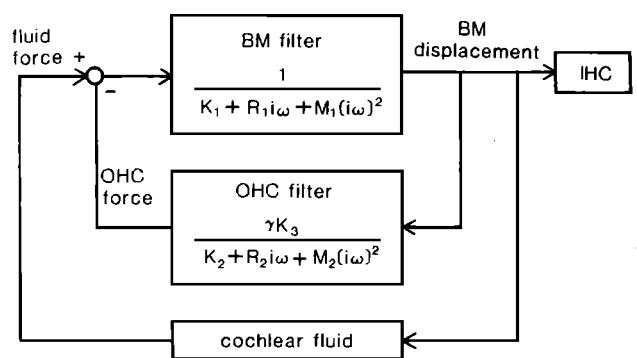 fluid
force +
−
BM filter
1
K₁ + R₁iω + M₁(iω)²
BM
displacement
IHC
OHC
force
OHC filter
γK₃
K₂ + R₂iω + M₂(iω)²
cochlear fluid